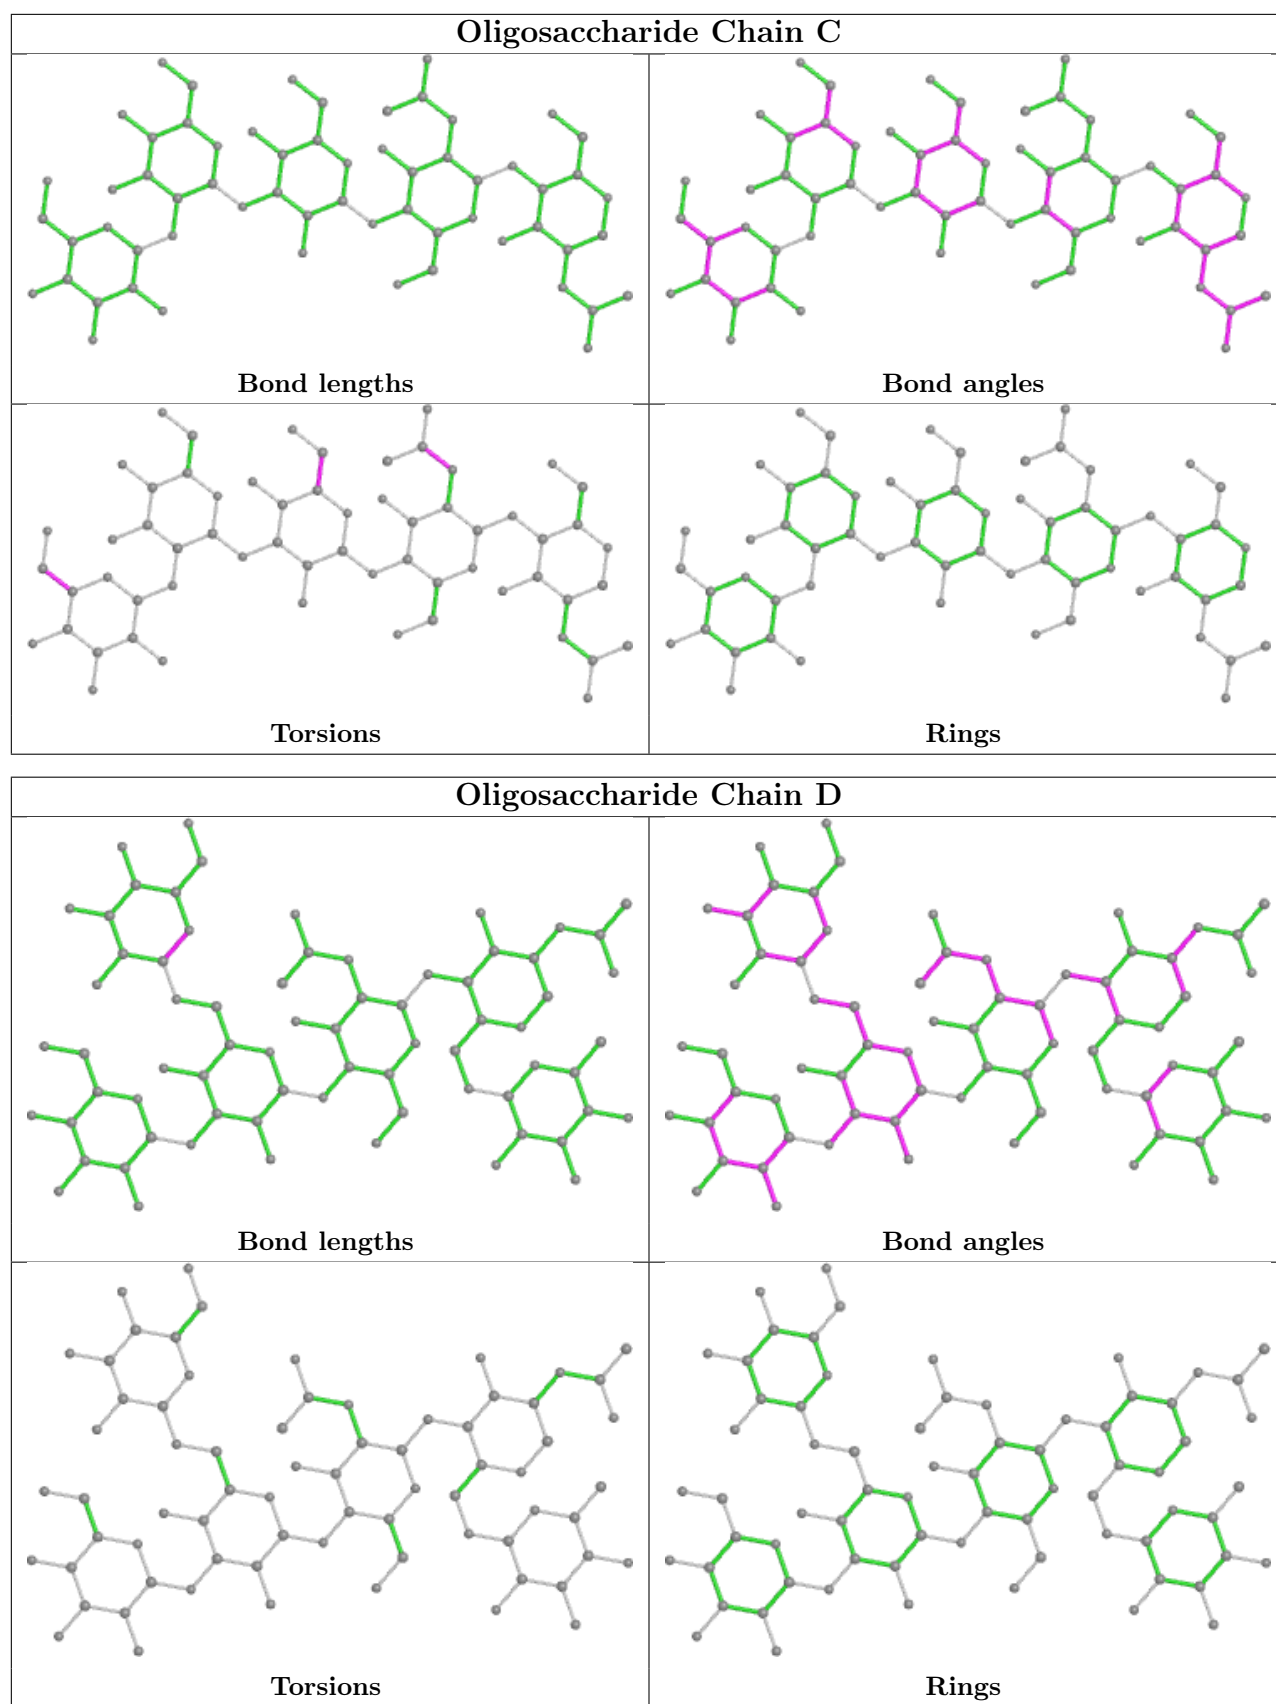 Oligosaccharide Chain C
Bond lengths
Bond angles
Torsions
Rings
Oligosaccharide Chain D
Bond lengths
Bond angles
Torsions
Rings